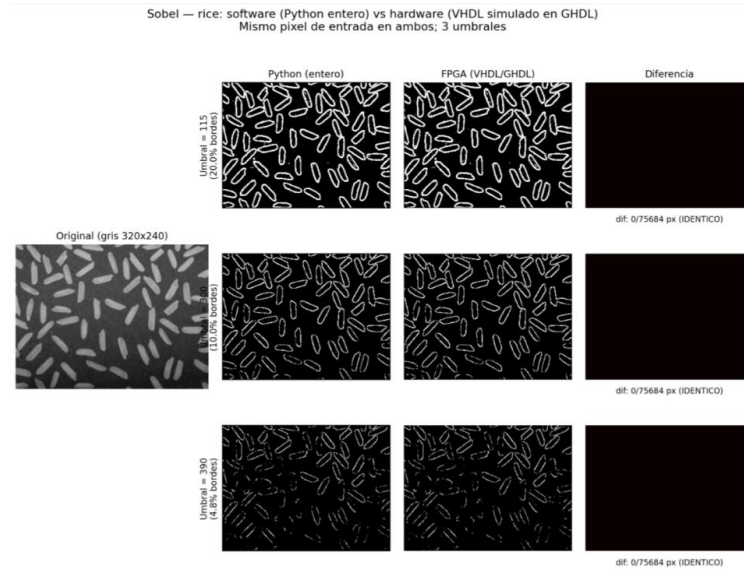 Sobel — rice: software (Python entero) vs hardware (VHDL simulado en GHDL)
Mismo pixel de entrada en ambos; 3 umbrales
Python (entero)
FPGA (VHDL/GHDL)
Diferencia
Umbral = 115
(20.0% bordes)
dif: 0/75684 px (IDENTICO)
Original (gris 320x240)
(10.0% bordes)
dif: 0/75684 px (IDENTICO)
Umbral = 390
(4.8% bordes)
dif: 0/75684 px (IDENTICO)